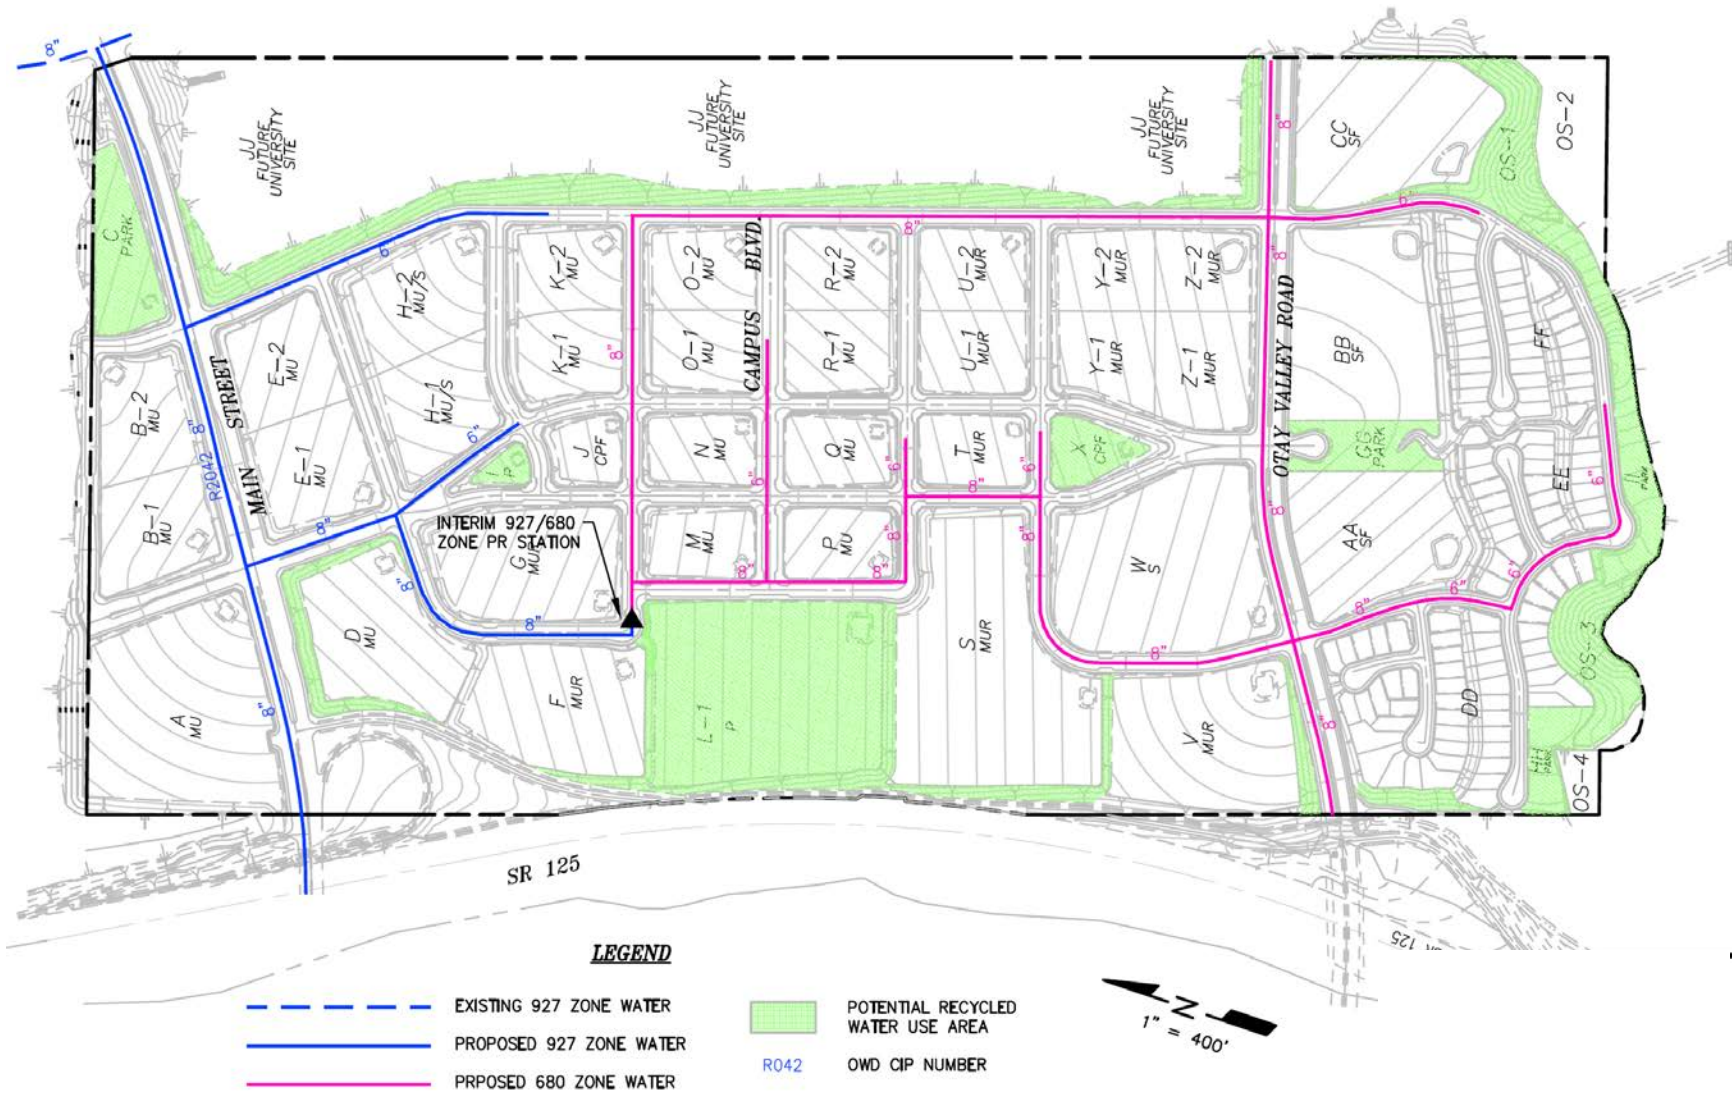 8"
JJ
FUTURE
UNIVERSITY
SITE
JJ
FUTURE
UNIVERSITY
SITE
JJ
FUTURE
UNIVERSITY
SITE
8"
CC
SF
OS-1
OS-2
C
PARK
6"
H-2
MU/S
K-2
MU
O-2
MU
CAMPUS BLVD.
R-2
MU
8"
U-2
MUR
Y-2
MUR
Z-2
MUR
8"
6"
B-2
MU
MAIN STREET
E-2
MU
H-1
MU/S
K-1
MU
8"
O-1
MU
R-1
MU
U-1
MUR
Y-1
MUR
Z-1
MUR
OTAY VALLEY ROAD
BB
SF
FF
8"
R2042
B-1
MU
E-1
MU
6"
I
P
J
CPF
N
MU
6"
Q
MU
6"
T
MUR
6"
X
CPF
GG
PARK
EE
6"
II
PARK
8"
8"
INTERIM 927/680
ZONE PR STATION
G
MUR
M
MU
8"
P
MU
8"
8"
8"
W
S
8"
AA
SF
6"
6"
8"
8"
D
MU
8"
F
MUR
L-1
P
S
MUR
8"
V
MUR
8"
DD
OS-3
HH
PARK
OS-4
A
MU
8"
SR 125
SR 125
LEGEND
EXISTING 927 ZONE WATER
PROPOSED 927 ZONE WATER
PRPOSED 680 ZONE WATER
POTENTIAL RECYCLED
WATER USE AREA
R042
OWD CIP NUMBER
N
1" = 400'